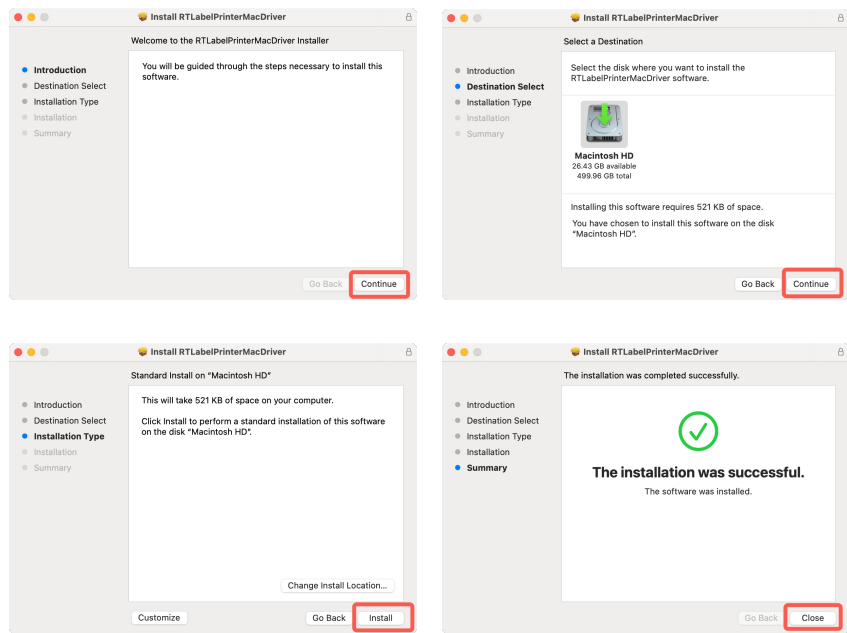 Install RTLabelPrinterMacDriver
Welcome to the RTLabelPrinterMacDriver Installer
Introduction
Destination Select
Installation Type
Installation
Summary
You will be guided through the steps necessary to install this
software.
Go Back
Continue
Install RTLabelPrinterMacDriver
Select a Destination
Introduction
Destination Select
Installation Type
Installation
Summary
Select the disk where you want to install the
RTLabelPrinterMacDriver software.
Macintosh HD
26.43 GB available
499.96 GB total
Installing this software requires 521 KB of space.
You have chosen to install this software on the disk
“Macintosh HD”.
Go Back
Continue
Install RTLabelPrinterMacDriver
Standard Install on “Macintosh HD”
Introduction
Destination Select
Installation Type
Installation
Summary
This will take 521 KB of space on your computer.
Click Install to perform a standard installation of this software
on the disk “Macintosh HD”.
Change Install Location...
Customize
Go Back
Install
Install RTLabelPrinterMacDriver
The installation was completed successfully.
Introduction
Destination Select
Installation Type
Installation
Summary
The installation was successful.
The software was installed.
Go Back
Close